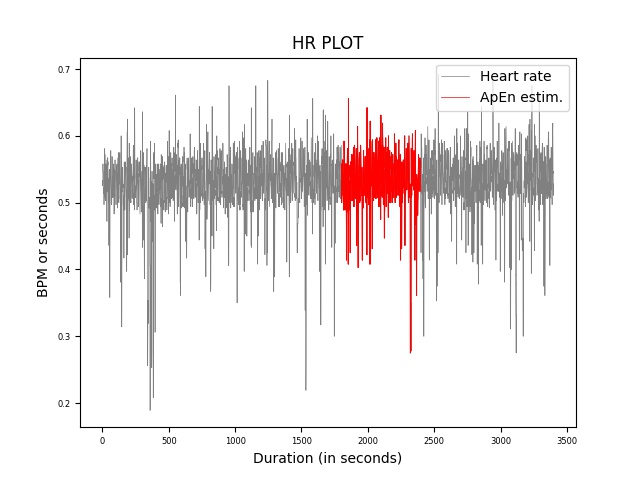 HR PLOT
Heart rate
ApEn estim.
0.7
0.6
0.5
0.4
0.3
0.2
BPM or seconds
0 500 1000 1500 2000 2500 3000 3500
Duration (in seconds)